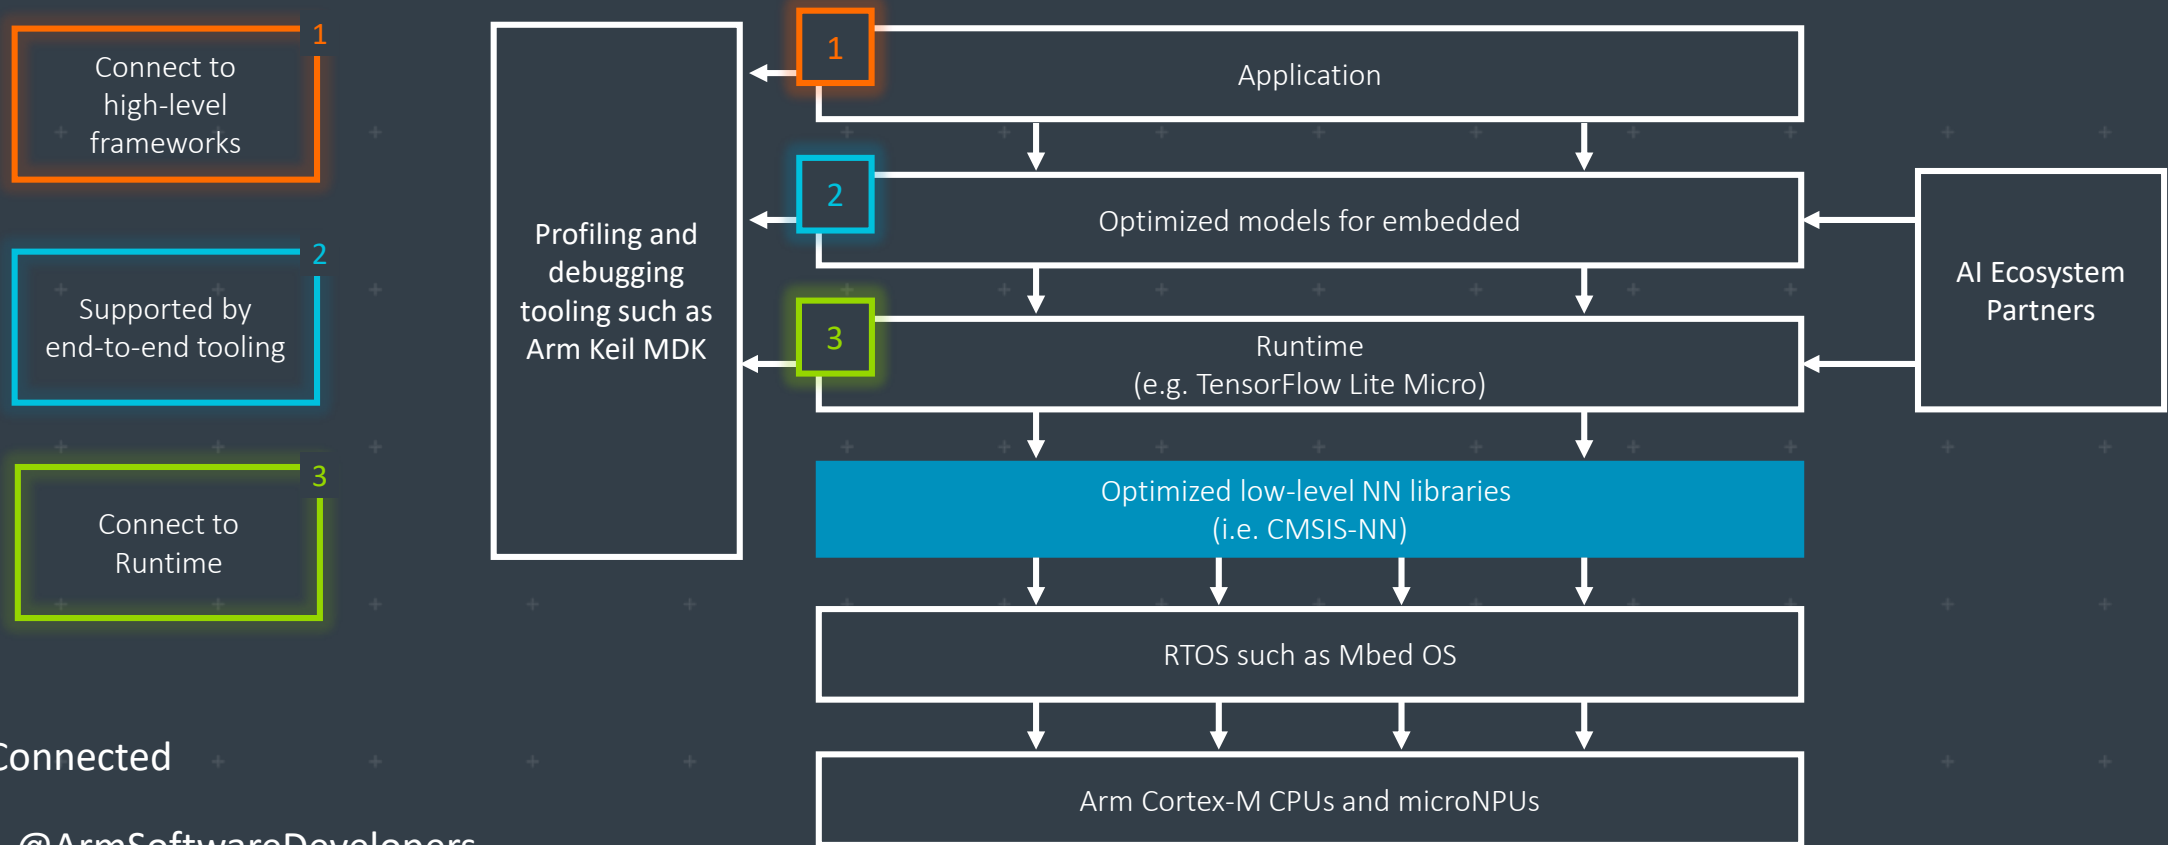 1
Connect to
high-level
frameworks
2
Supported by
end-to-end tooling
3
Connect to
Runtime
Profiling and
debugging
tooling such as
Arm Keil MDK
1
Application
2
Optimized models for embedded
3
Runtime
(e.g. TensorFlow Lite Micro)
Optimized low-level NN libraries
(i.e. CMSIS-NN)
RTOS such as Mbed OS
Arm Cortex-M CPUs and microNPUs
AI Ecosystem
Partners
Connected
@ArmSoftwareDevelopers